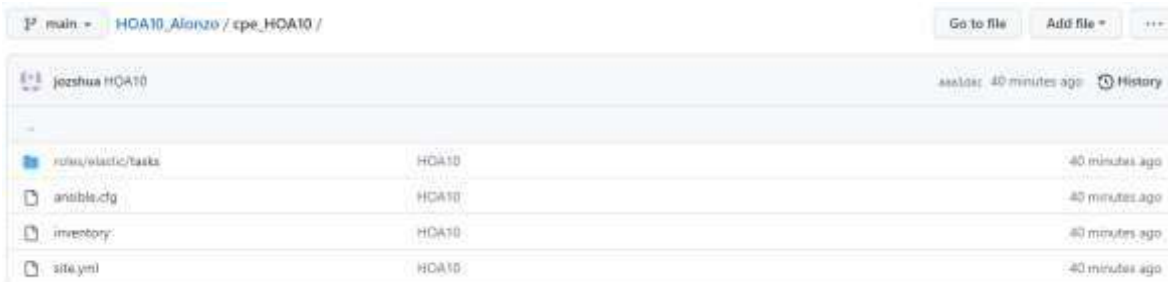 main HOA10_Alonzo / cpe_HOA10 / Go to file Add file ...
jozshua HOA10 40 minutes ago History
..
roles/elastic/tasks HOA10 40 minutes ago
ansible.cfg HOA10 40 minutes ago
inventory HOA10 40 minutes ago
site.yml HOA10 40 minutes ago